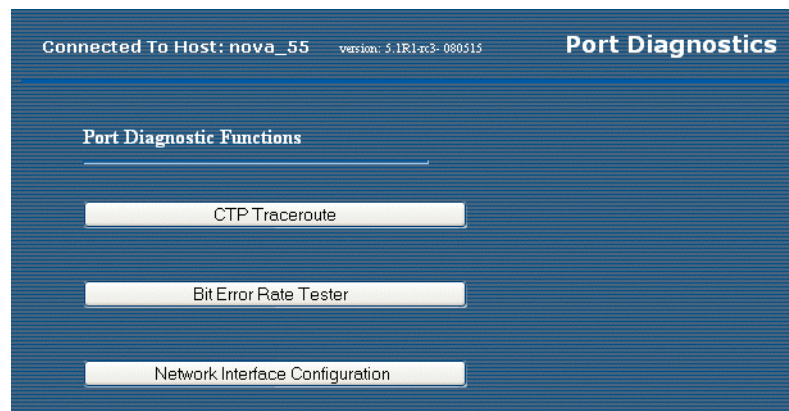 Connected To Host: nova_55 version: 5.1R1-rc3- 080515 Port Diagnostics
Port Diagnostic Functions
CTP Traceroute
Bit Error Rate Tester
Network Interface Configuration